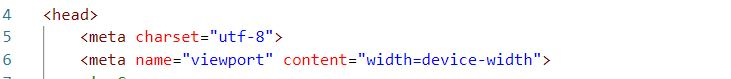 4 <head>
5 <meta charset="utf-8">
6 <meta name="viewport" content="width=device-width">